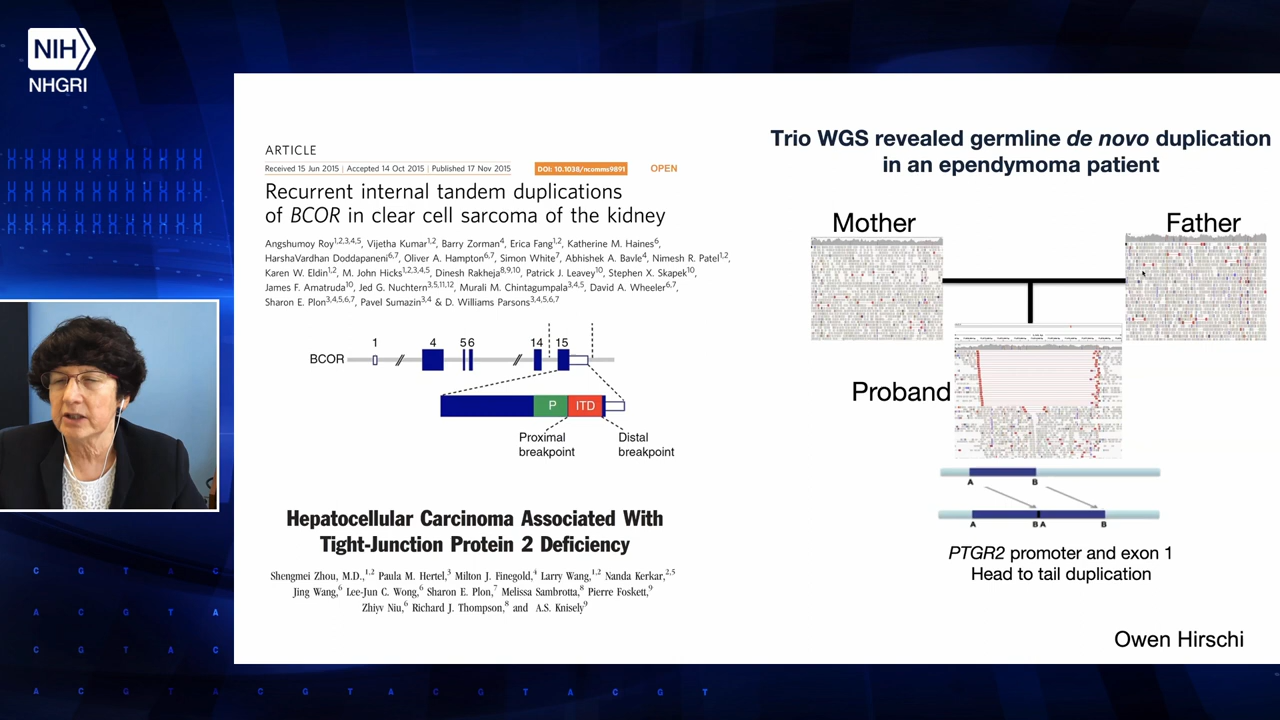 NIH
NHGRI
ARTICLE
Received 15 Jun 2015 | Accepted 14 Oct 2015 | Published 17 Nov 2015
DOI: 10.1038/ncomms9891
OPEN
Recurrent internal tandem duplications
of BCOR in clear cell sarcoma of the kidney
Angshumoy Roy1,2,3,4,5, Vijetha Kumar1,2, Barry Zorman4, Erica Fang1,2, Katherine M. Haines6,
HarshaVardhan Doddapaneni6,7, Oliver A. Hampton6,7, Simon White7, Abhishek A. Bavle4, Nimesh R. Patel1,2,
Karen W. Eldin1,2, M. John Hicks1,2,3,4,5, Dinesh Rakheja8,9,10, Patrick J. Leavey10, Stephen X. Skapek10,
James F. Amatruda10, Jed G. Nuchtern3,5,11,12, Murali M. Chintagumpala3,4,5, David A. Wheeler6,7,
Sharon E. Plon3,4,5,6,7, Pavel Sumazin3,4 & D. Williams Parsons3,4,5,6,7
1 4 5 6 14 15
BCOR
P ITD
Proximal
breakpoint
Distal
breakpoint
Hepatocellular Carcinoma Associated With
Tight-Junction Protein 2 Deficiency
Shengmei Zhou, M.D.,1,2 Paula M. Hertel,3 Milton J. Finegold,4 Larry Wang,1,2 Nanda Kerkar,2,5
Jing Wang,6 Lee-Jun C. Wong,6 Sharon E. Plon,7 Melissa Sambrotta,8 Pierre Foskett,9
Zhiyv Niu,6 Richard J. Thompson,8 and A.S. Knisely9
Trio WGS revealed germline de novo duplication
in an ependymoma patient
Mother
Father
Proband
A B
A B A B
PTGR2 promoter and exon 1
Head to tail duplication
Owen Hirschi
C G T A C
A C G T A
C G T A C
A C G T A C G T A C G T A C G T